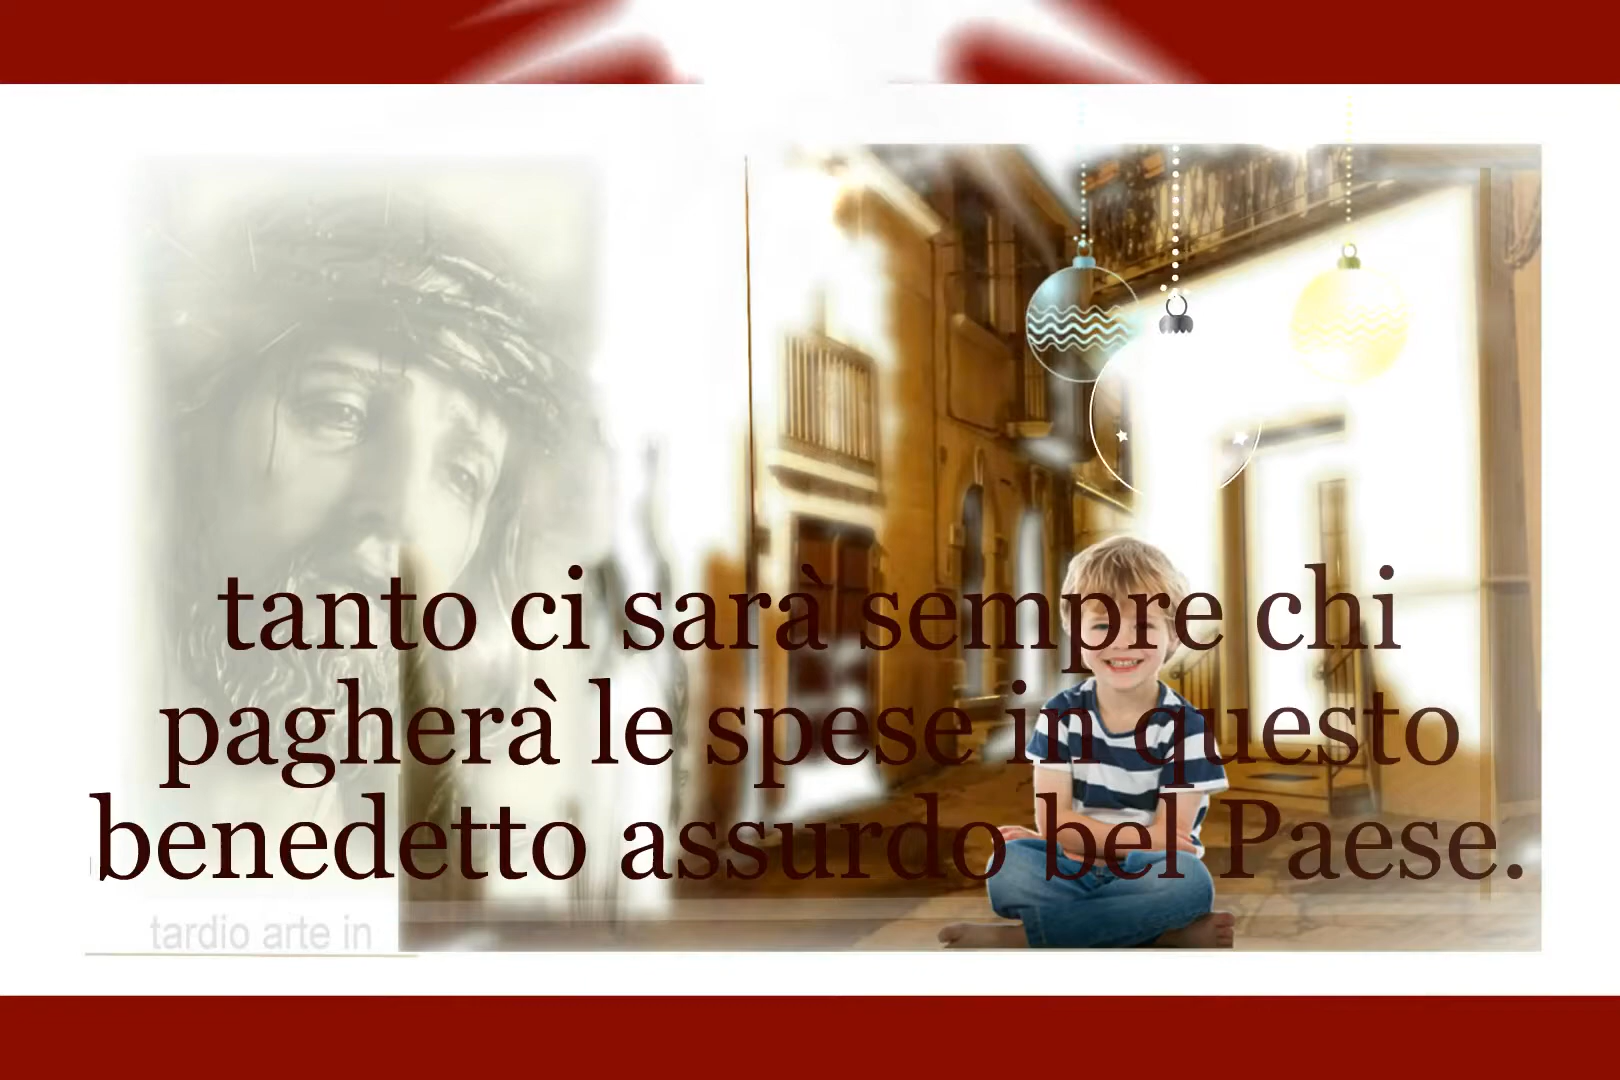 tanto ci sarà sempre chi
pagherà le spese in questo
benedetto assurdo bel Paese.
tardio arte in